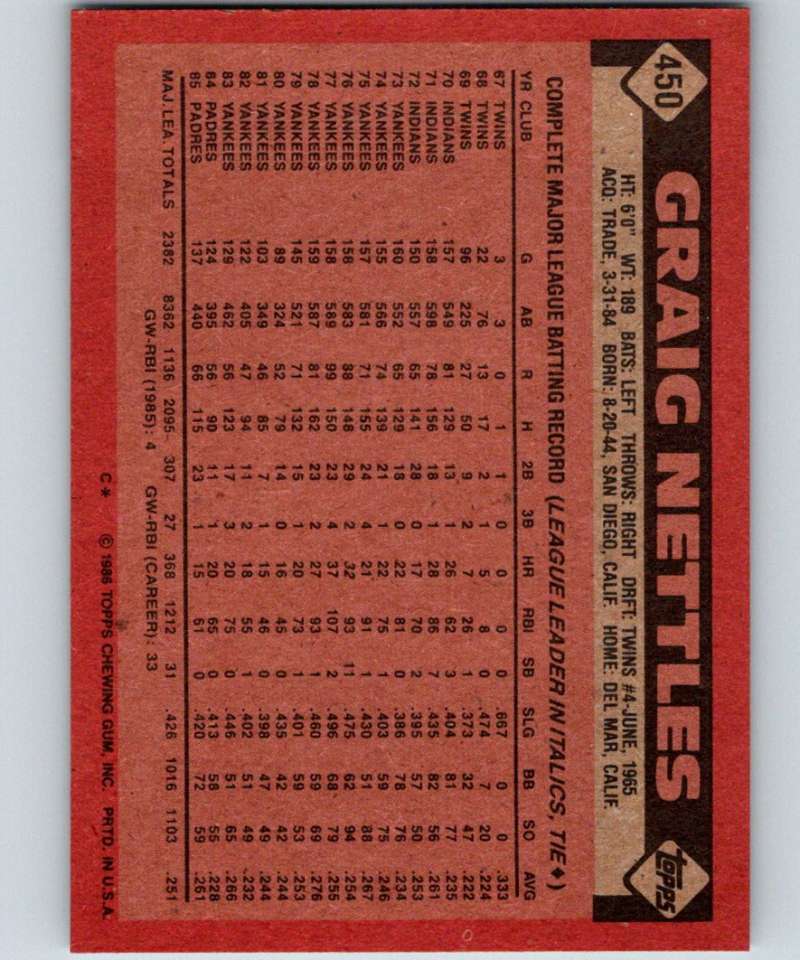 450
GRAIG NETTLES
topps
HT: 6'0" WT: 189 BATS: LEFT THROWS: RIGHT DRFT: TWINS #4-JUNE, 1965
ACQ: TRADE, 3-31-84 BORN: 8-20-44, SAN DIEGO, CALIF. HOME: DEL MAR, CALIF.
COMPLETE MAJOR LEAGUE BATTING RECORD (LEAGUE LEADER IN ITALICS, TIE♦)
YR CLUB G AB R H 2B 3B HR RBI SB SLG BB SO AVG
67 TWINS 3 3 0 1 1 0 0 0 0 .667 0 0 .333
68 TWINS 22 76 13 17 2 1 5 8 0 .474 7 20 .224
69 TWINS 96 225 27 50 9 2 7 26 1 .373 32 47 .222
70 INDIANS 157 549 81 129 13 1 26 62 3 .404 81 77 .235
71 INDIANS 158 598 78 156 18 1 28 86 7 .435 82 56 .261
72 INDIANS 150 557 65 141 28 0 17 70 2 .395 57 50 .253
73 YANKEES 160 552 65 129 18 0 22 81 0 .386 78 76 .234
74 YANKEES 155 566 74 139 21 1 22 75 1 .403 59 75 .246
75 YANKEES 157 581 71 155 24 4 21 91 1 .430 51 88 .267
76 YANKEES 158 583 88 148 29 2 32 93 11 .475 62 94 .254
77 YANKEES 158 589 99 150 23 4 37 107 2 .496 68 79 .255
78 YANKEES 159 587 81 162 23 2 27 93 1 .460 59 69 .276
79 YANKEES 145 521 71 132 15 1 20 73 1 .401 59 53 .253
80 YANKEES 89 324 52 79 14 0 16 45 0 .435 42 42 .244
81 YANKEES 103 349 46 85 7 1 15 46 0 .398 47 49 .244
82 YANKEES 122 405 47 94 11 2 18 55 1 .402 51 49 .232
83 YANKEES 129 462 56 123 17 3 20 75 0 .446 51 65 .266
84 PADRES 124 395 56 90 11 1 20 65 0 .413 58 55 .228
85 PADRES 137 440 66 115 23 1 15 61 0 .420 72 59 .261
MAJ. LEA. TOTALS 2382 8362 1136 2095 307 27 368 1212 31 .426 1016 1103 .251
GW-RBI (1985): 4 GW-RBI (CAREER): 33
C* © 1986 TOPPS CHEWING GUM, INC. PRTD. IN U.S.A.